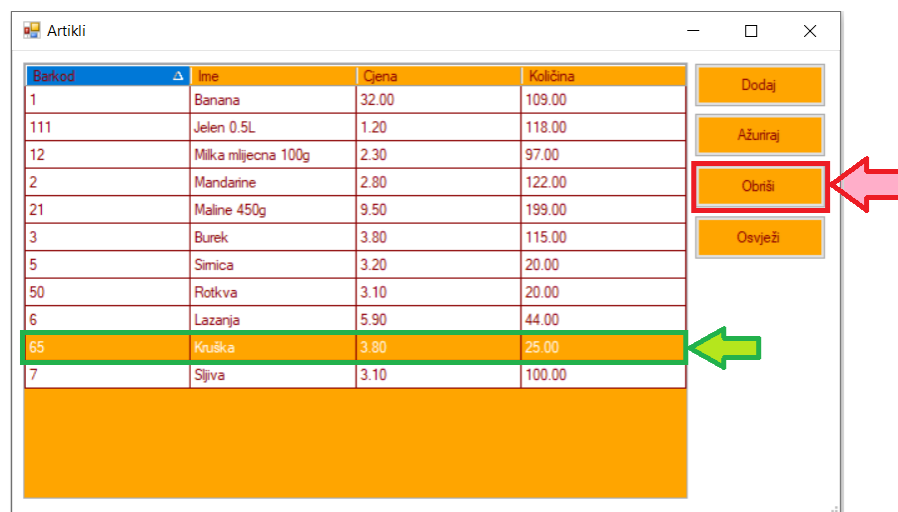 Artikli
Barkod Ime Cjena Količina
1 Banana 32.00 109.00
111 Jelen 0.5L 1.20 118.00
12 Milka mlijecna 100g 2.30 97.00
2 Mandarine 2.80 122.00
21 Maline 450g 9.50 199.00
3 Burek 3.80 115.00
5 Sirnica 3.20 20.00
50 Rotkva 3.10 20.00
6 Lazanja 5.90 44.00
65 Kruška 3.80 25.00
7 Sljiva 3.10 100.00
Dodaj
Ažuriraj
Obriši
Osvježi